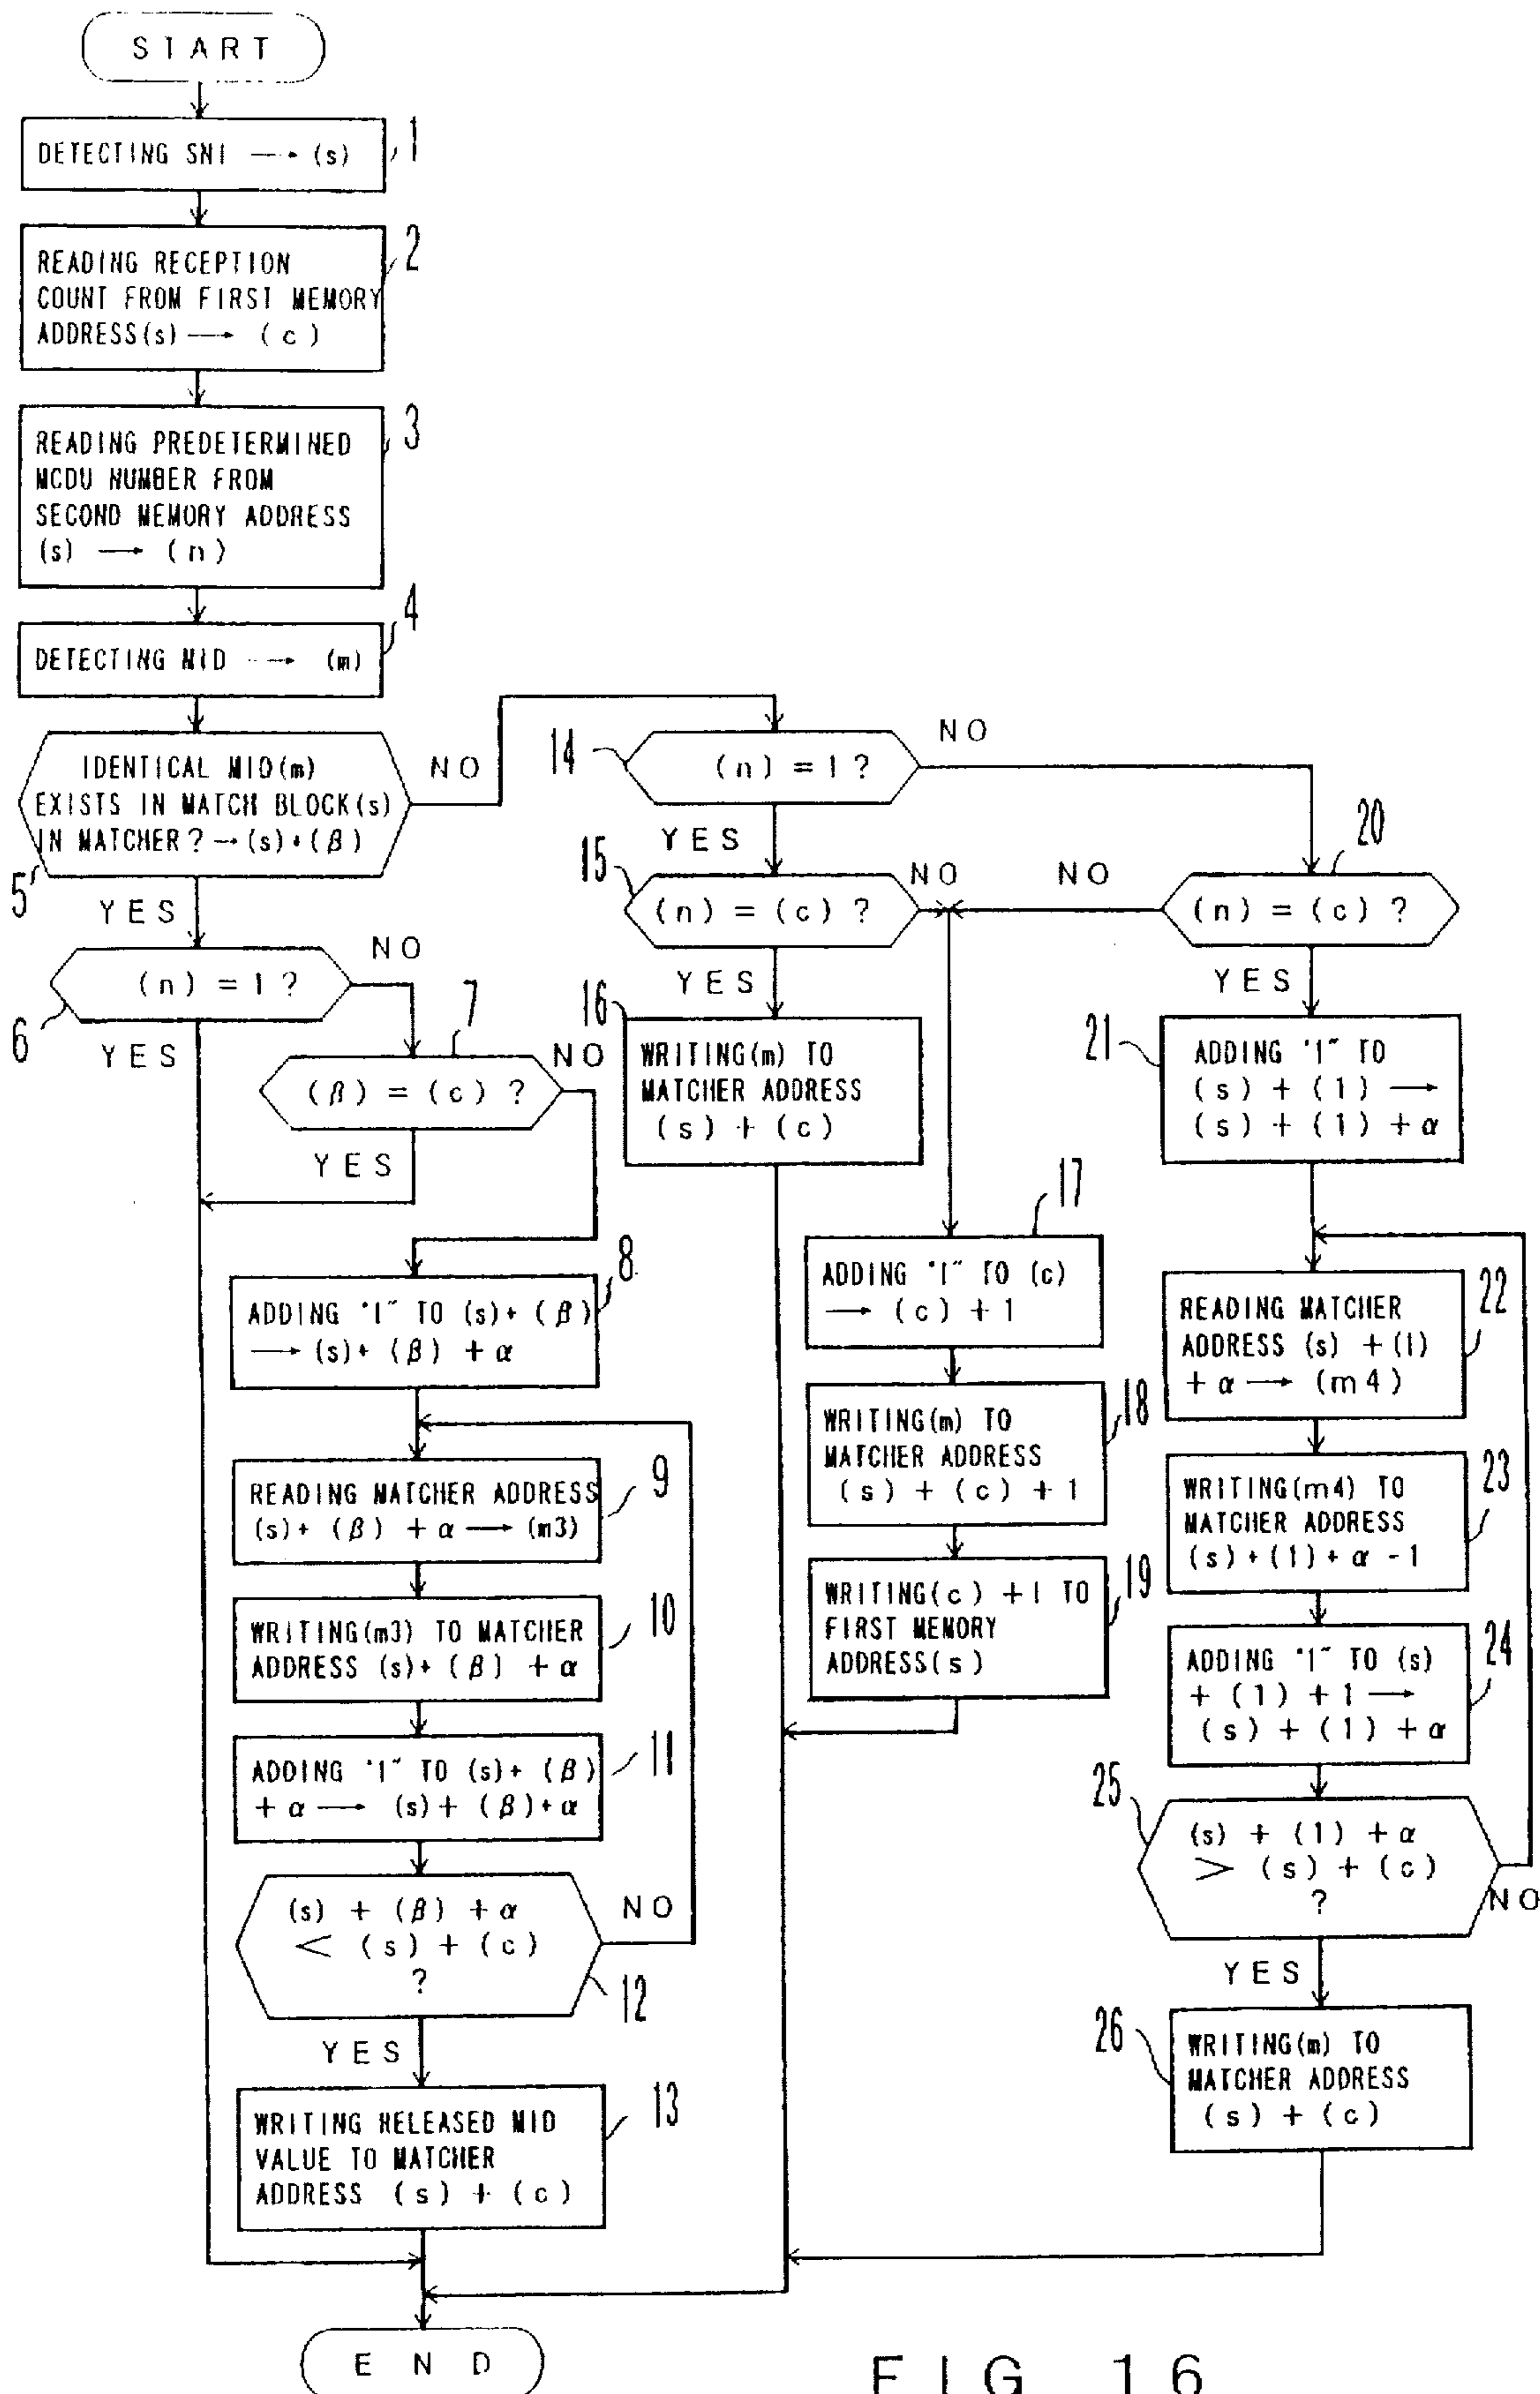 START
DETECTING SNI → (s)
1
READING RECEPTION
COUNT FROM FIRST MEMORY
ADDRESS(s) → (c)
2
READING PREDETERMINED
MCDU NUMBER FROM
SECOND MEMORY ADDRESS
(s) → (n)
3
DETECTING MID → (m)
4
IDENTICAL MID(m)
EXISTS IN MATCH BLOCK(s)
IN MATCHER? → (s)+(β)
5
NO
YES
(n) = 1 ?
6
NO
YES
(β) = (c) ?
7
NO
YES
ADDING "1" TO (s)+(β)
→ (s)+(β)+α
8
READING MATCHER ADDRESS
(s)+(β)+α → (m3)
9
WRITING(m3) TO MATCHER
ADDRESS (s)+(β)+α
10
ADDING "1" TO (s)+(β)
+α → (s)+(β)+α
11
(s)+(β)+α
< (s)+(c)
?
12
NO
YES
WRITING RELEASED MID
VALUE TO MATCHER
ADDRESS (s)+(c)
13
END
14
(n) = 1 ?
NO
YES
15
(n) = (c) ?
NO
YES
16
WRITING(m) TO
MATCHER ADDRESS
(s)+(c)
17
ADDING "1" TO (c)
→ (c)+1
18
WRITING(m) TO
MATCHER ADDRESS
(s)+(c)+1
19
WRITING(c)+1 TO
FIRST MEMORY
ADDRESS(s)
20
(n) = (c) ?
NO
YES
21
ADDING "1" TO
(s)+(1) →
(s)+(1)+α
22
READING MATCHER
ADDRESS (s)+(1)
+α → (m4)
23
WRITING(m4) TO
MATCHER ADDRESS
(s)+(1)+α-1
24
ADDING "1" TO (s)
+(1)+1 →
(s)+(1)+α
25
(s)+(1)+α
> (s)+(c)
?
NO
YES
26
WRITING(m) TO
MATCHER ADDRESS
(s)+(c)
FIG. 16